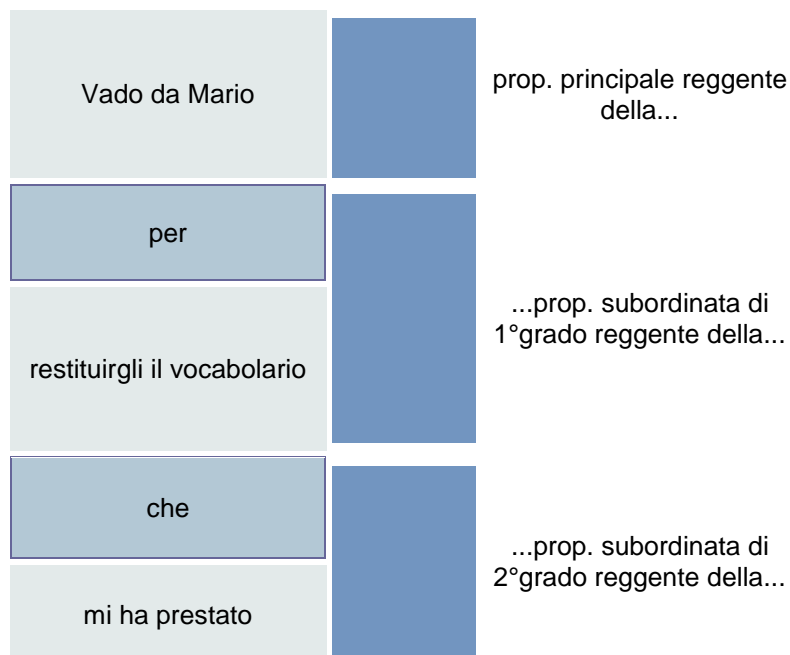 Vado da Mario
prop. principale reggente
della...
per
restituirgli il vocabolario
...prop. subordinata di
1°grado reggente della...
che
mi ha prestato
...prop. subordinata di
2°grado reggente della...